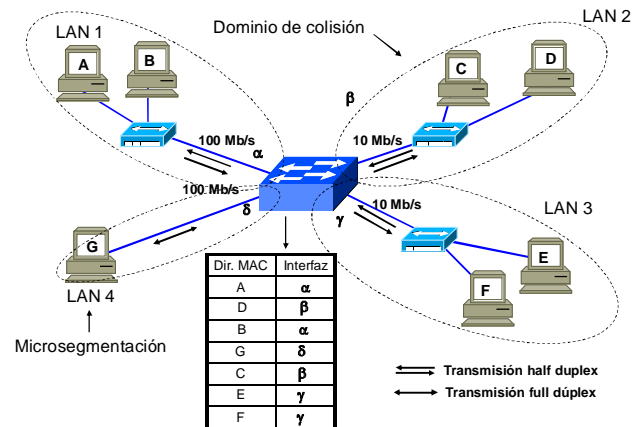 LAN 1
Dominio de colisión
LAN 2
A
B
C
D
β
100 Mb/s
α
10 Mb/s
100 Mb/s
δ
10 Mb/s
γ
LAN 3
G
E
F
LAN 4
Microsegmentación
Dir. MAC Interfaz
A α
D β
B α
G δ
C β
E γ
F γ
Transmisión half duplex
Transmisión full dúplex